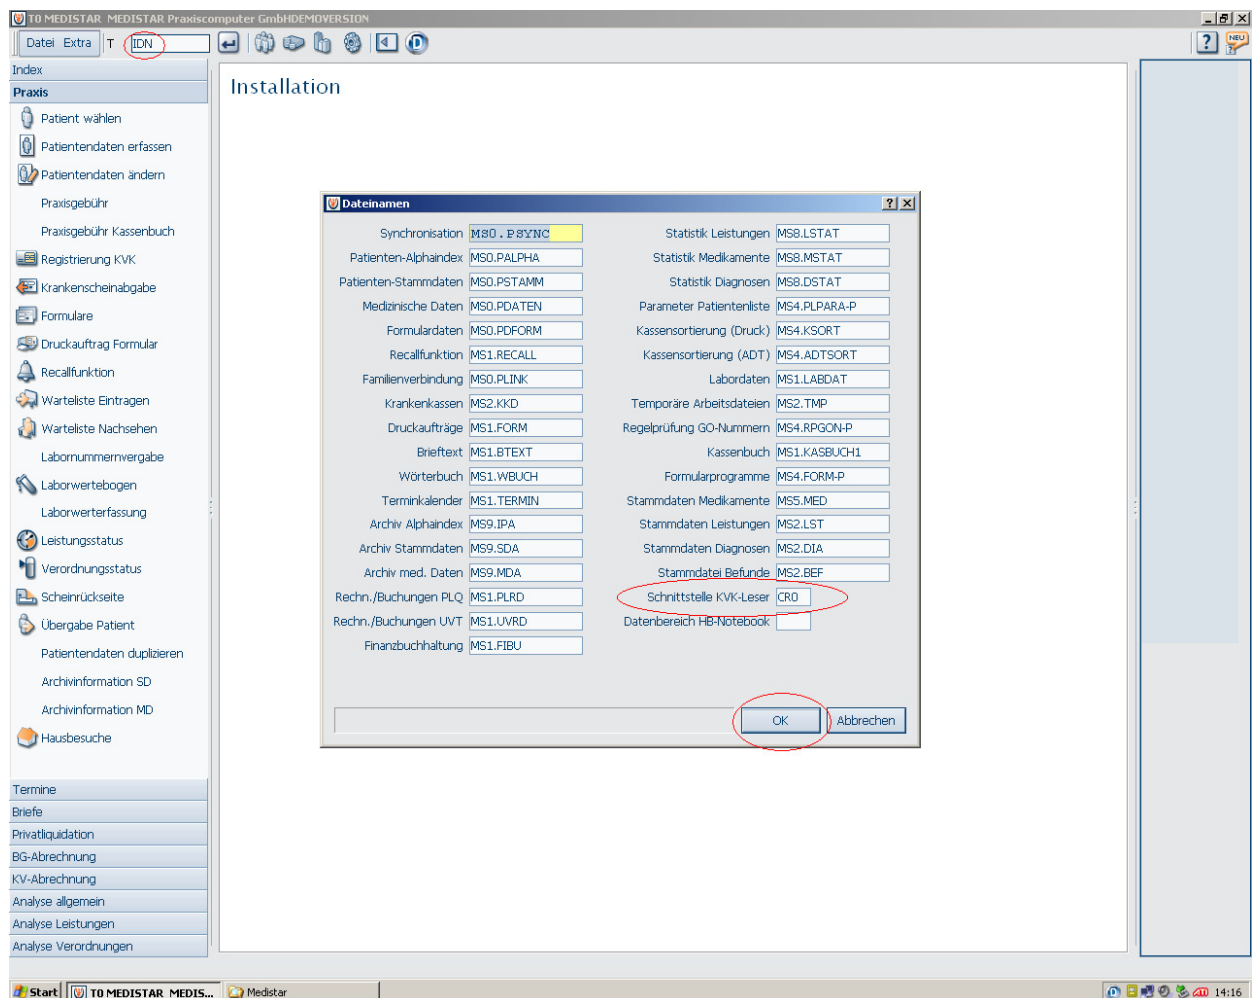 T0 MEDISTAR MEDISTAR Praxiscomputer GmbHDEMOVERSION
Datei Extra T IDN
NEU
Index
Praxis
Patient wählen
Patientendaten erfassen
Patientendaten ändern
Praxisgebühr
Praxisgebühr Kassenbuch
Registrierung KVK
Krankenscheinabgabe
Formulare
Druckauftrag Formular
Recallfunktion
Warteliste Eintragen
Warteliste Nachsehen
Labornummernvergabe
Laborwertebogen
Laborwerterfassung
Leistungsstatus
Verordnungsstatus
Scheinrückseite
Übergabe Patient
Patientendaten duplizieren
Archivinformation SD
Archivinformation MD
Hausbesuche
Termine
Briefe
Privatliquidation
BG-Abrechnung
KV-Abrechnung
Analyse allgemein
Analyse Leistungen
Analyse Verordnungen
Installation
Dateinamen
Synchronisation MS0.PSYNC
Patienten-Alphaindex MS0.PALPHA
Patienten-Stammdaten MS0.PSTAMM
Medizinische Daten MS0.PDATEN
Formulardaten MS0.PDFORM
Recallfunktion MS1.RECALL
Familienverbindung MS0.PLINK
Krankenkassen MS2.KKD
Druckaufträge MS1.FORM
Brieftext MS1.BTEXT
Wörterbuch MS1.WBUCH
Terminkalender MS1.TERMIN
Archiv Alphaindex MS9.IPA
Archiv Stammdaten MS9.SDA
Archiv med. Daten MS9.MDA
Rechn./Buchungen PLQ MS1.PLRD
Rechn./Buchungen UVT MS1.UVRD
Finanzbuchhaltung MS1.FIBU
Statistik Leistungen MS8.LSTAT
Statistik Medikamente MS8.MSTAT
Statistik Diagnosen MS8.DSTAT
Parameter Patientenliste MS4.PLPARA-P
Kassensortierung (Druck) MS4.KSORT
Kassensortierung (ADT) MS4.ADTSORT
Labordaten MS1.LABDAT
Temporäre Arbeitsdateien MS2.TMP
Regelprüfung GO-Nummern MS4.RPGON-P
Kassenbuch MS1.KASBUCH1
Formularprogramme MS4.FORM-P
Stammdaten Medikamente MS5.MED
Stammdaten Leistungen MS2.LST
Stammdaten Diagnosen MS2.DIA
Stammdatei Befunde MS2.BEF
Schnittstelle KVK-Leser CR0
Datenbereich HB-Notebook
OK Abbrechen
Start T0 MEDISTAR MEDIS... Medistar 14:16